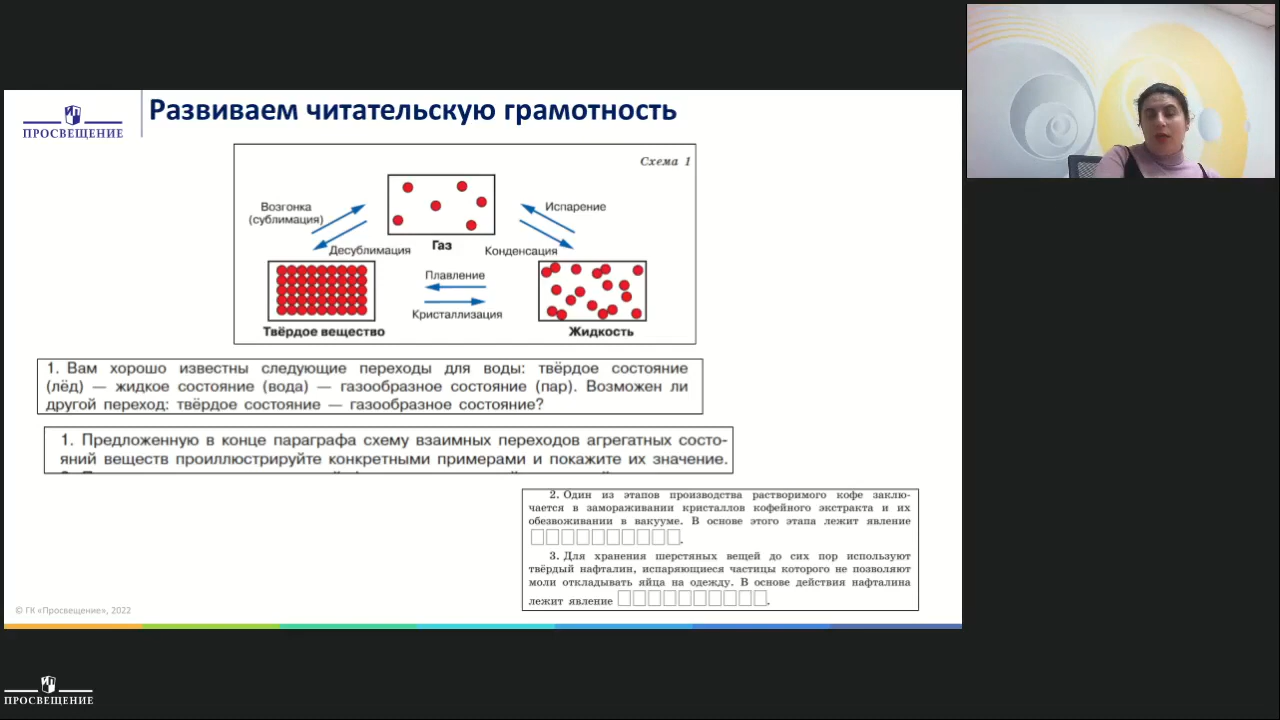 ПРОСВЕЩЕНИЕ
Развиваем читательскую грамотность
Схема 1
Возгонка
(сублимация)
Испарение
Десублимация
Газ
Конденсация
Плавление
Кристаллизация
Твёрдое вещество
Жидкость
1. Вам хорошо известны следующие переходы для воды: твёрдое состояние
(лёд) — жидкое состояние (вода) — газообразное состояние (пар). Возможен ли
другой переход: твёрдое состояние — газообразное состояние?
1. Предложенную в конце параграфа схему взаимных переходов агрегатных состо-
яний веществ проиллюстрируйте конкретными примерами и покажите их значение.
2. Один из этапов производства растворимого кофе заклю-
чается в замораживании кристаллов кофейного экстракта и их
обезвоживании в вакууме. В основе этого этапа лежит явление
.
3. Для хранения шерстяных вещей до сих пор используют
твёрдый нафталин, испаряющиеся частицы которого не позволяют
моли откладывать яйца на одежду. В основе действия нафталина
лежит явление .
© ГК «Просвещение», 2022
ПРОСВЕЩЕНИЕ